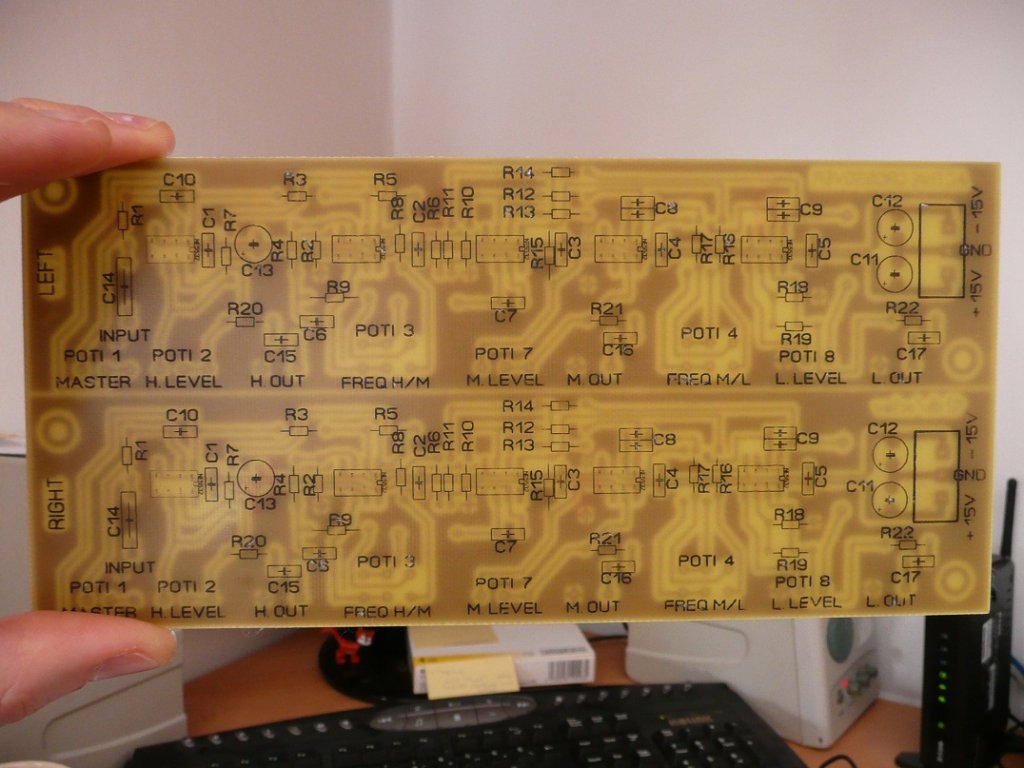 R14
C10 R3 R5 R12
R13
R1 C1 R7 R8 C2 R6 R11 R10 C8 C9 C12
LEFT C14 C13 R4 R2 R15 C3 C4 R17 R16 C5 C11 - 15V GND + 15V
R9 R19
R20 C6 C7 R21 R22
INPUT C15 POTI 3 C16 POTI 4 R19 C17
POTI 1 POTI 2 POTI 7 POTI 8
MASTER H. LEVEL H. OUT FREQ H/M M. LEVEL M. OUT FREQ M/L L. LEVEL L. OUT
R14
C10 R3 R5 R12
R13
R1 C1 R7 R8 C2 R6 R11 R10 C8 C9 C12
RIGHT C14 C13 R4 R2 R15 C3 C4 R17 R16 C5 C11 - 15V GND + 15V
R9 R18
R20 C7 R21 R22
INPUT C15 POTI 3 C16 POTI 4 R19 C17
POTI 1 POTI 2 POTI 7 POTI 8
MASTER H. LEVEL H. OUT FREQ H/M M. LEVEL M. OUT FREQ M/L L. LEVEL L. OUT